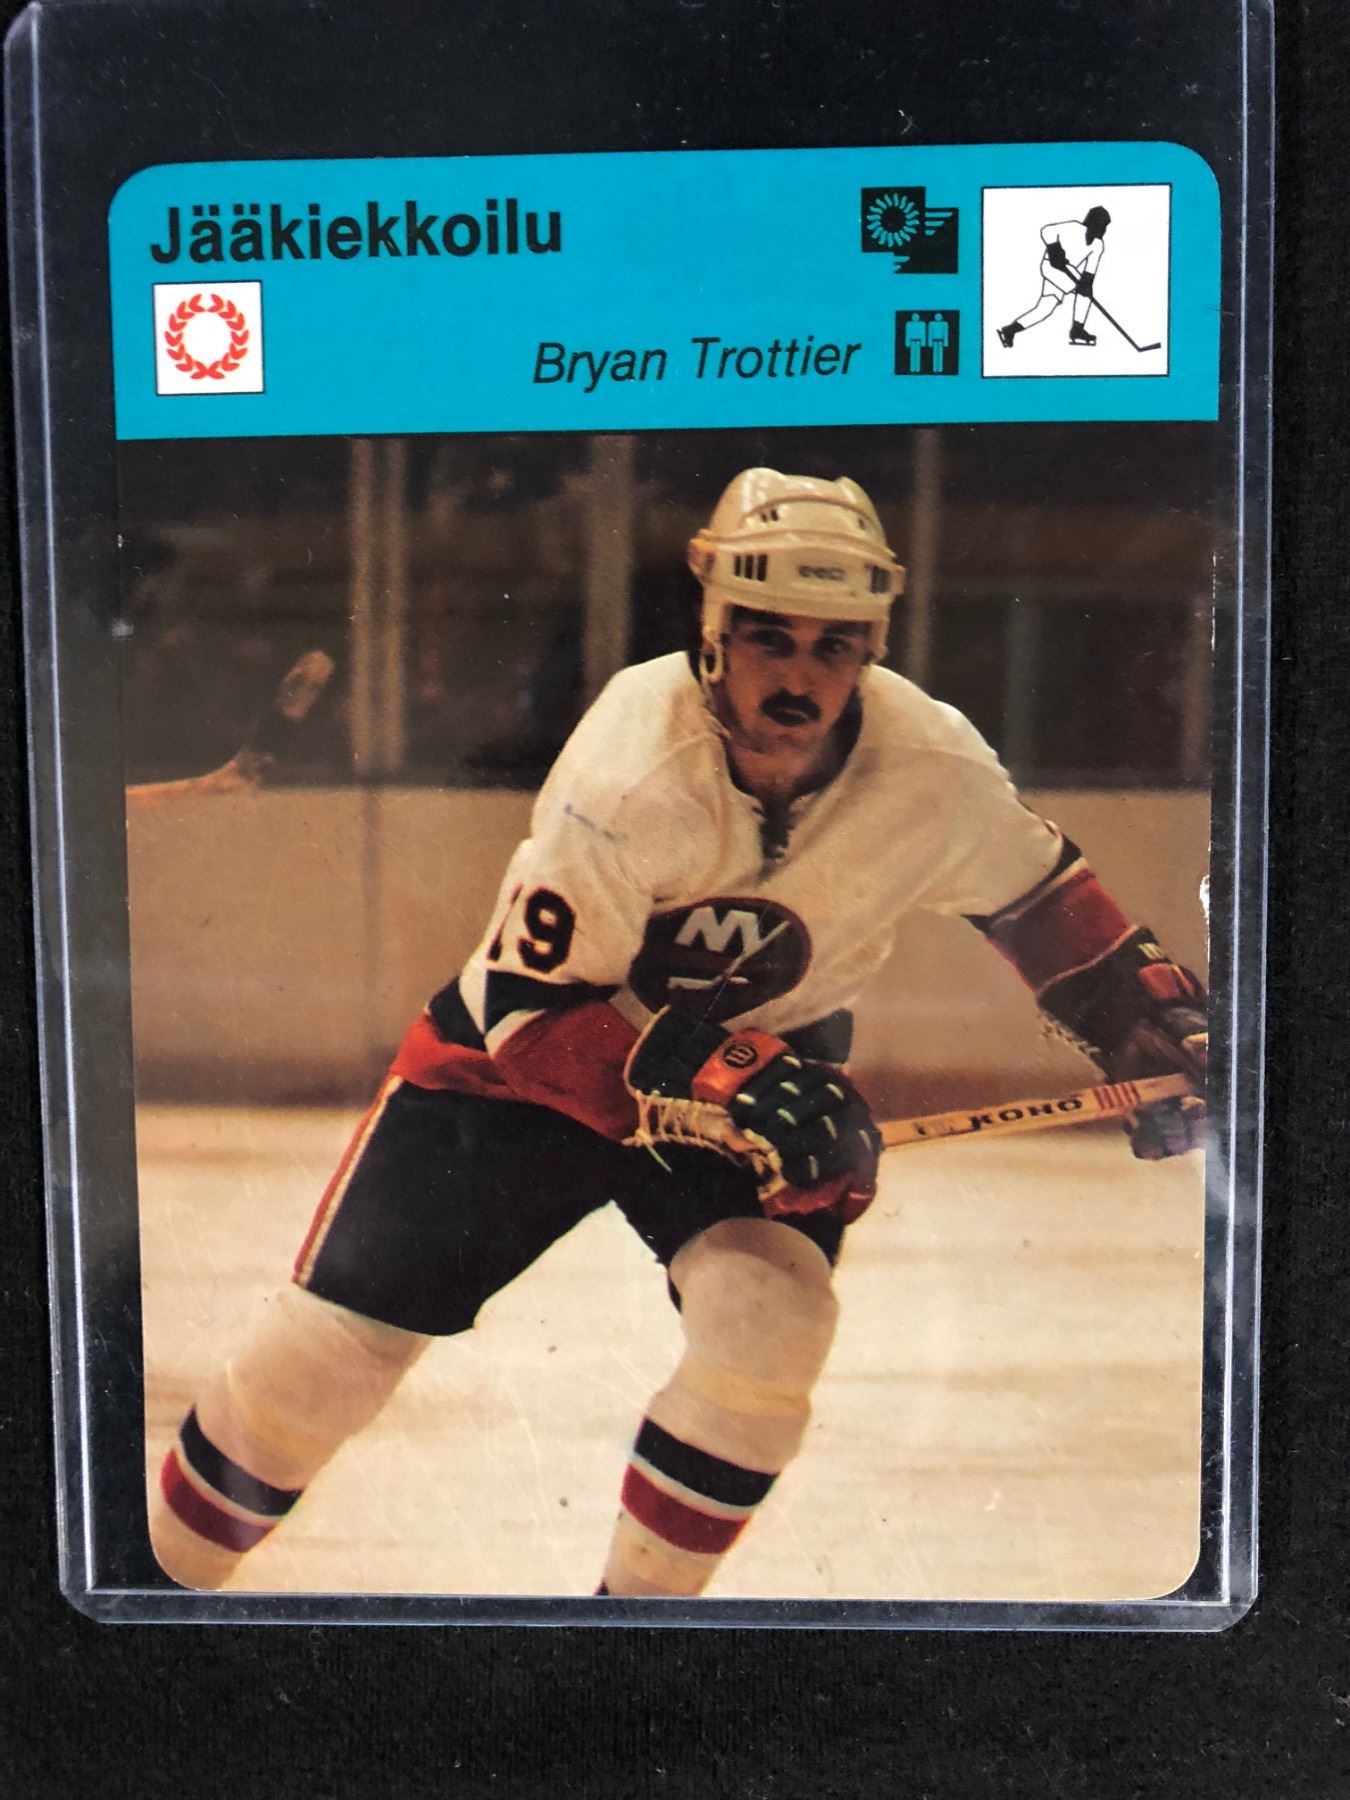 Jääkiekkoilu
Bryan Trottier
19
NY
KOHO